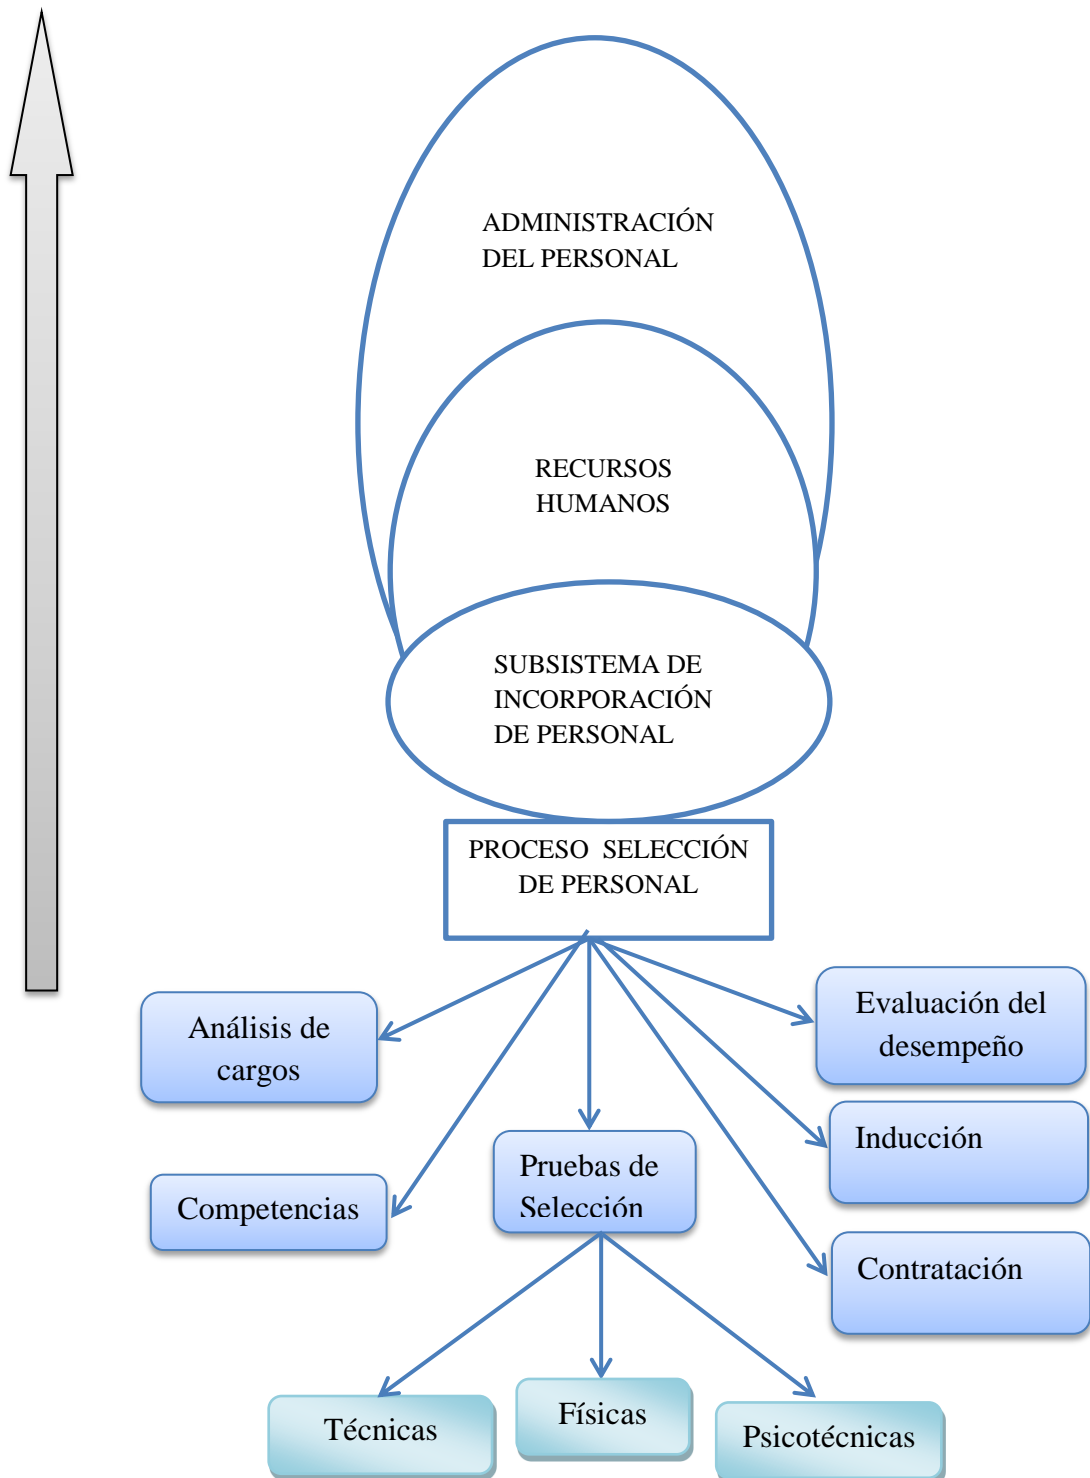 ADMINISTRACIÓN
DEL PERSONAL
RECURSOS
HUMANOS
SUBSISTEMA DE
INCORPORACIÓN
DE PERSONAL
PROCESO SELECCIÓN
DE PERSONAL
Análisis de
cargos
Evaluación del
desempeño
Competencias
Pruebas de
Selección
Inducción
Contratación
Técnicas
Físicas
Psicotécnicas